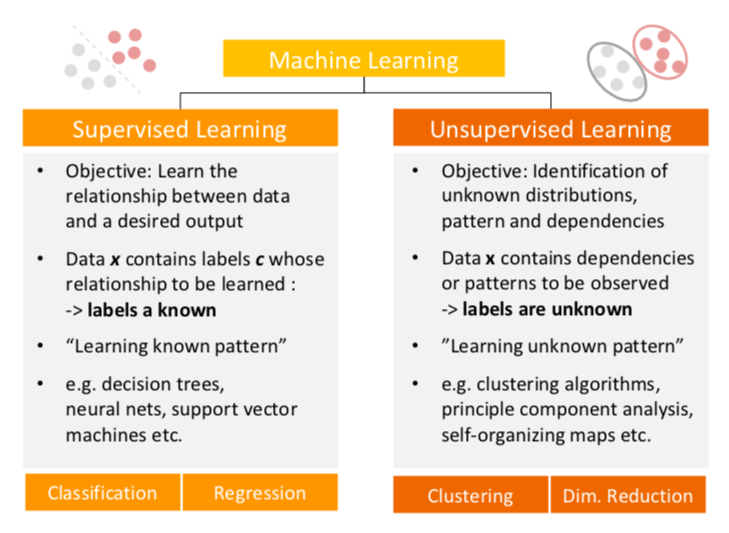 Machine Learning
Supervised Learning
• Objective: Learn the
relationship between data
and a desired output
• Data x contains labels c whose
relationship to be learned :
-> labels a known
• “Learning known pattern”
• e.g. decision trees,
neural nets, support vector
machines etc.
Classification
Regression
Unsupervised Learning
• Objective: Identification of
unknown distributions,
pattern and dependencies
• Data x contains dependencies
or patterns to be observed
-> labels are unknown
• ”Learning unknown pattern”
• e.g. clustering algorithms,
principle component analysis,
self-organizing maps etc.
Clustering
Dim. Reduction